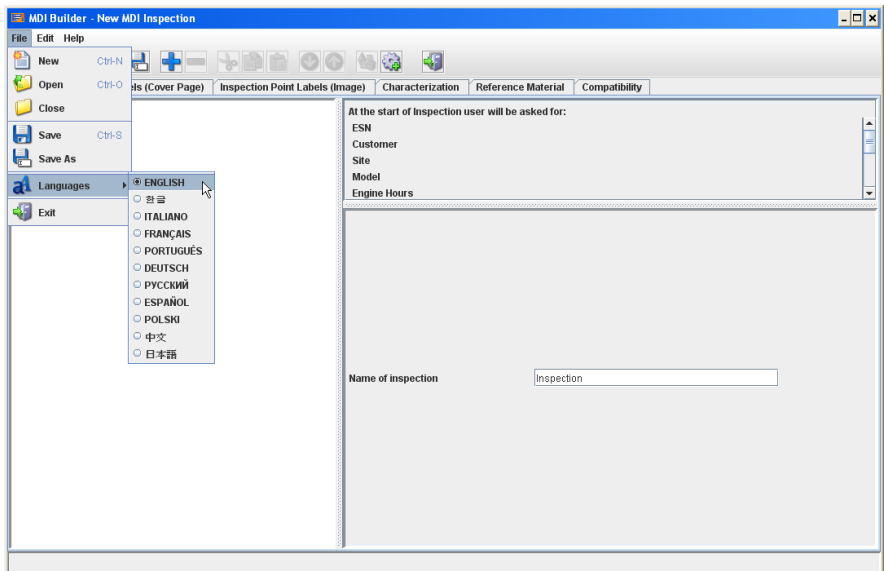 MDI Builder - New MDI Inspection
File Edit Help
New Ctrl-N
Open Ctrl-O
Close
Save Ctrl-S
Save As
Languages
Exit
ENGLISH
한글
ITALIANO
FRANÇAIS
PORTUGUÊS
DEUTSCH
РУССКИЙ
ESPAÑOL
POLSKI
中文
日本語
els (Cover Page) Inspection Point Labels (Image) Characterization Reference Material Compatibility
At the start of Inspection user will be asked for:
ESN
Customer
Site
Model
Engine Hours
Name of inspection Inspection